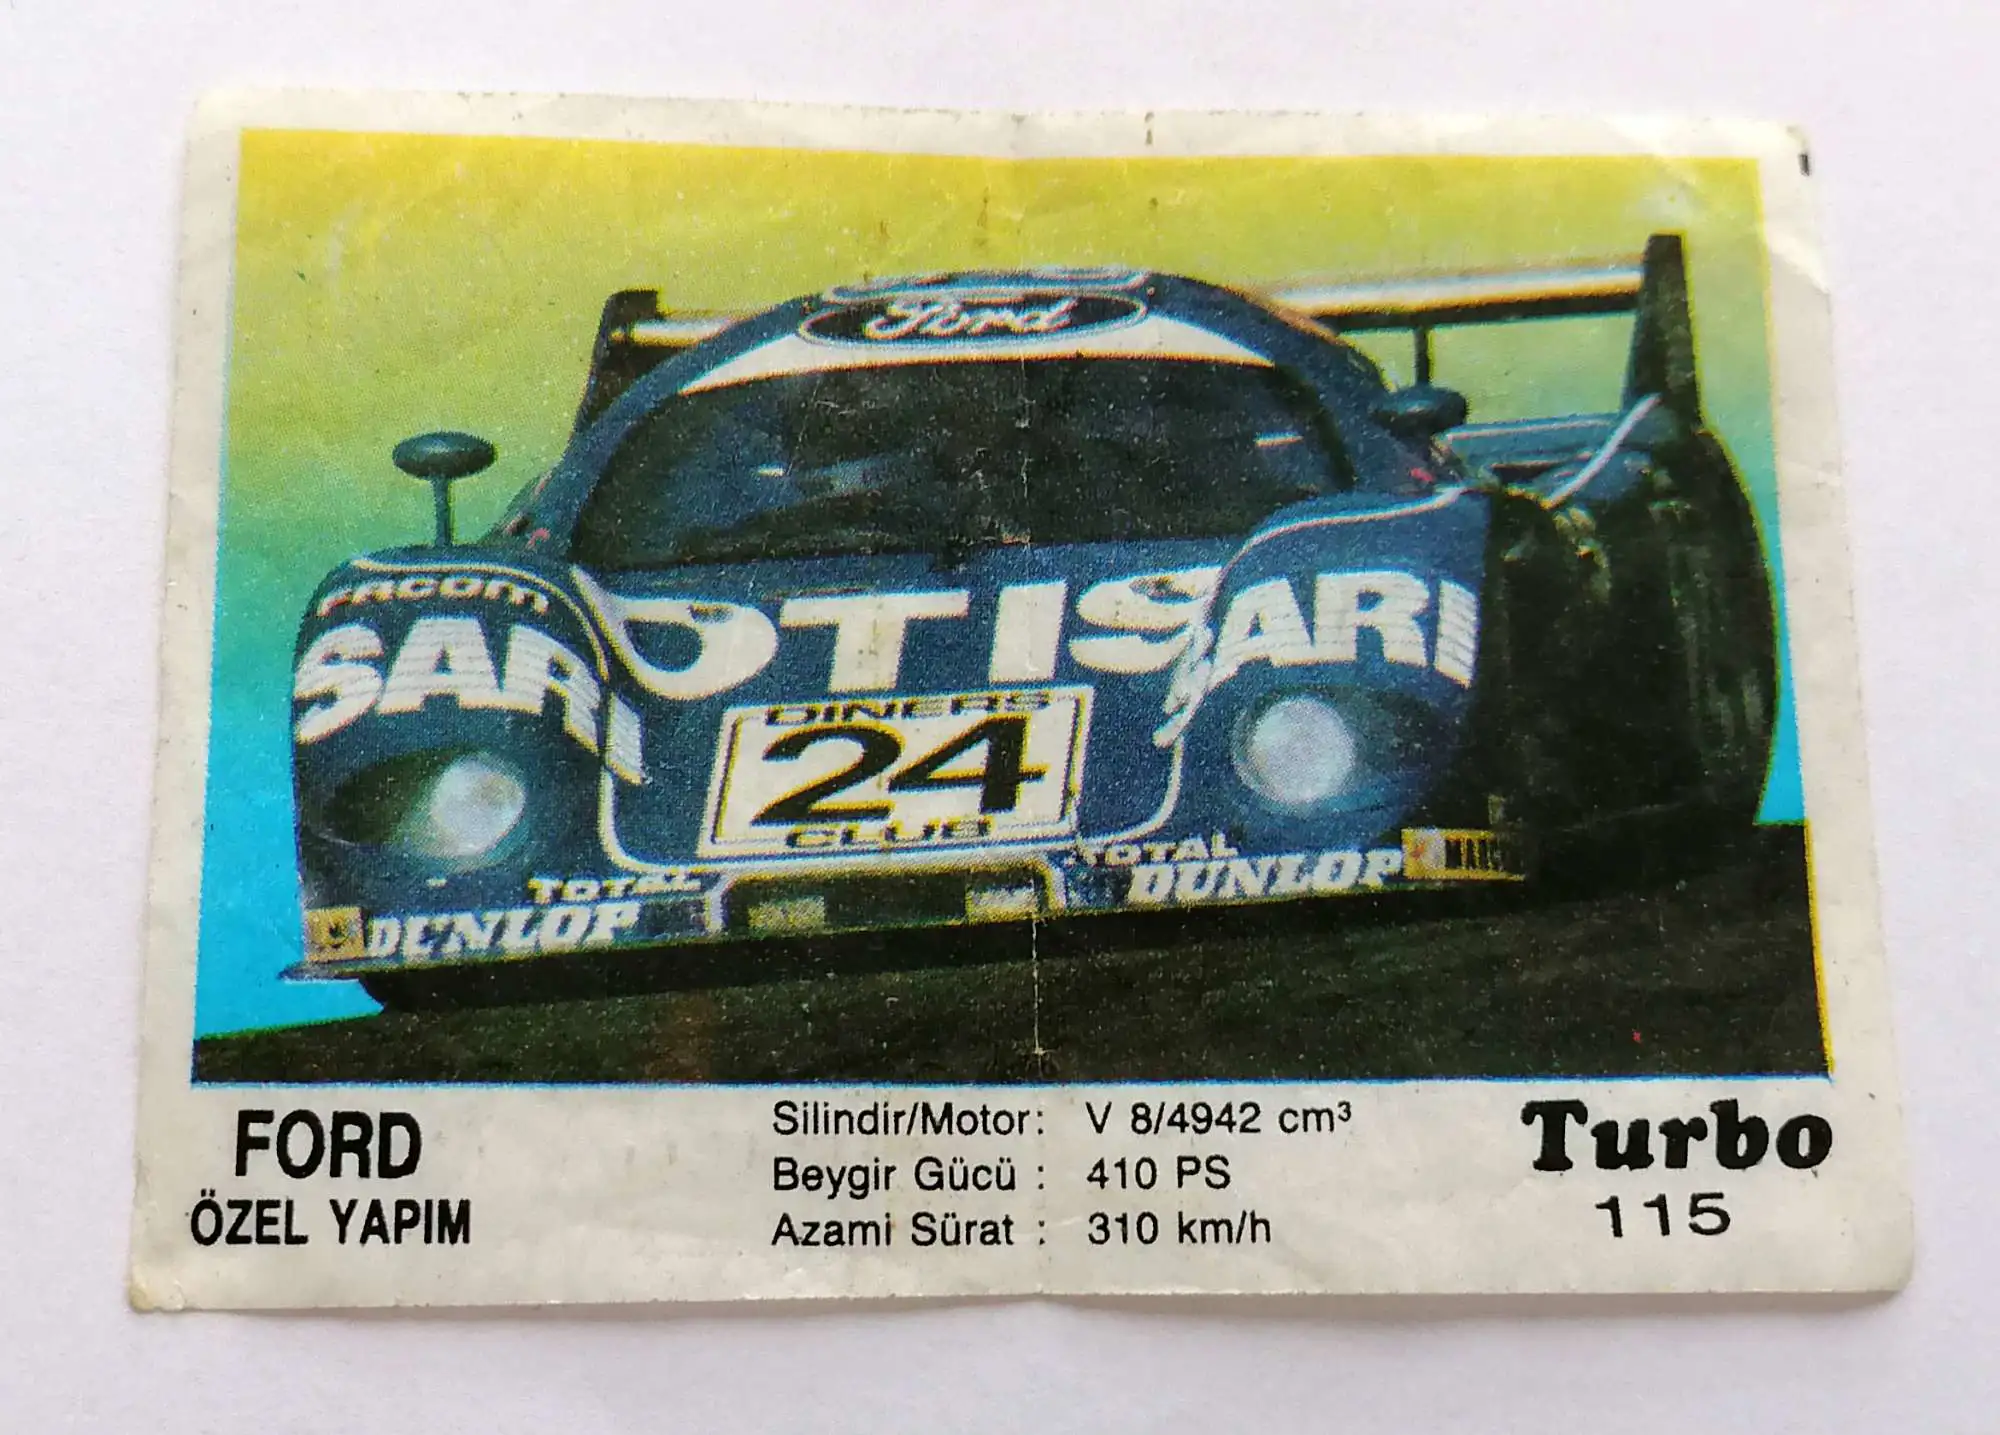 Ford
FACOM
OTIS
SARI
SARI
DINERS
24
CLUB
TOTAL
DUNLOP
TOTAL
DUNLOP
FORD
ÖZEL YAPIM
Silindir/Motor: V 8/4942 cm³
Beygir Gücü : 410 PS
Azami Sürat : 310 km/h
Turbo
115